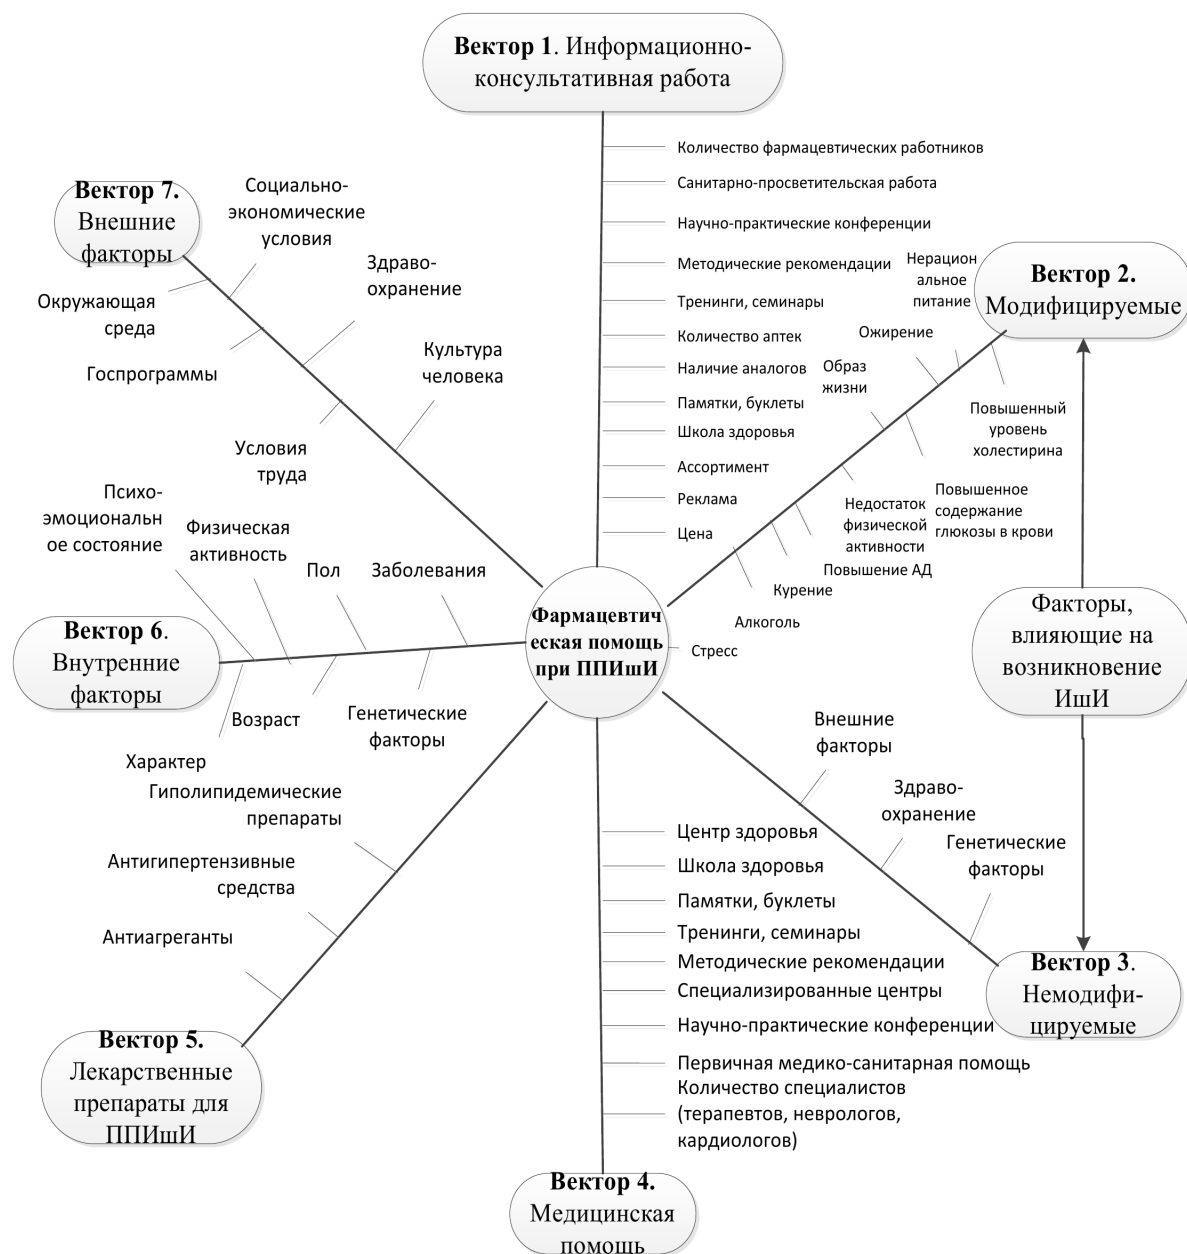 Вектор 1. Информационно-
консультативная работа
Количество фармацевтических работников
Санитарно-просветительская работа
Научно-практические конференции
Методические рекомендации
Тренинги, семинары
Количество аптек
Наличие аналогов
Памятки, буклеты
Школа здоровья
Ассортимент
Реклама
Цена
Вектор 7.
Внешние
факторы
Социально-
экономические
условия
Здраво-
охранение
Культура
человека
Окружающая
среда
Госпрограммы
Условия
труда
Вектор 2.
Модифицируемые
Нерацион
альное
питание
Ожирение
Образ
жизни
Повышенный
уровень
холестирина
Повышенное
содержание
глюкозы в крови
Недостаток
физической
активности
Повышение АД
Курение
Алкоголь
Стресс
Фармацевтич
еская помощь
при ППИшИ
Факторы,
влияющие на
возникновение
ИшИ
Психо-
эмоциональн
ое состояние
Физическая
активность
Пол
Заболевания
Вектор 6.
Внутренние
факторы
Характер
Возраст
Генетические
факторы
Гиполипидемические
препараты
Антигипертензивные
средства
Антиагреганты
Вектор 5.
Лекарственные
препараты для
ППИшИ
Внешние
факторы
Здраво-
охранение
Генетические
факторы
Вектор 3.
Немодифи-
цируемые
Центр здоровья
Школа здоровья
Памятки, буклеты
Тренинги, семинары
Методические рекомендации
Специализированные центры
Научно-практические конференции
Первичная медико-санитарная помощь
Количество специалистов
(терапевтов, неврологов,
кардиологов)
Вектор 4.
Медицинская
помощь